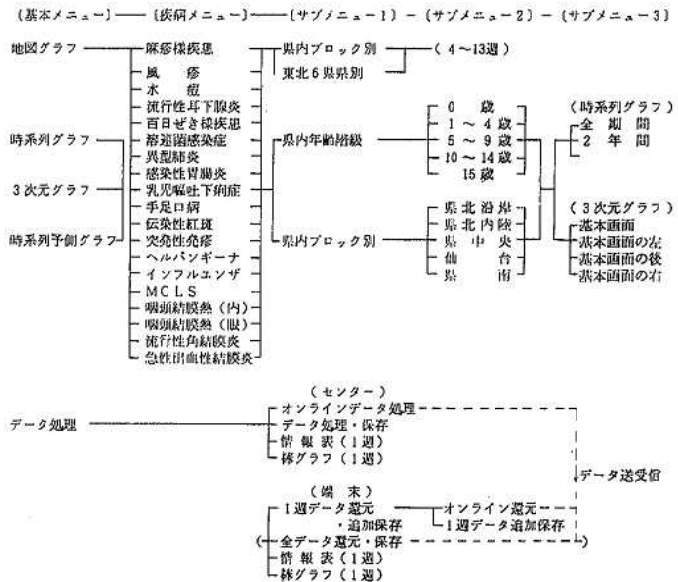 〔基本メニュー〕 〔疾病メニュー〕 〔サブメニュー1〕 〔サブメニュー2〕 〔サブメニュー3〕
地図グラフ 麻疹様疾患 県内ブロック別 (4～13週)
風疹 東北6県県別
水痘
流行性耳下腺炎 0歳 (時系列グラフ)
百日ぜき様疾患 1～4歳 全期間
時系列グラフ 溶連菌感染症 県内年齢階級 5～9歳 2年間
異型肺炎 10～14歳
感染性胃腸炎 15歳
3次元グラフ 乳児嘔吐下痢症
手足口病 県北沿岸 (3次元グラフ)
伝染性紅斑 県北内陸 基本画面
時系列予測グラフ 突発性発疹 県内ブロック別 県中央 基本画面の左
ヘルパンギーナ 仙台 基本画面の後
インフルエンザ 県南 基本画面の右
MCLS
咽頭結膜熱(内)
咽頭結膜熱(眼)
流行性角結膜炎
急性出血性結膜炎
(センター)
オンラインデータ処理
データ処理 データ処理・保存
情報表(1週)
棒グラフ(1週)
データ送受信
(端末)
1週データ還元 オンライン還元
・追加保存 1週データ追加保存
(全データ還元・保存)
情報表(1週)
棒グラフ(1週)